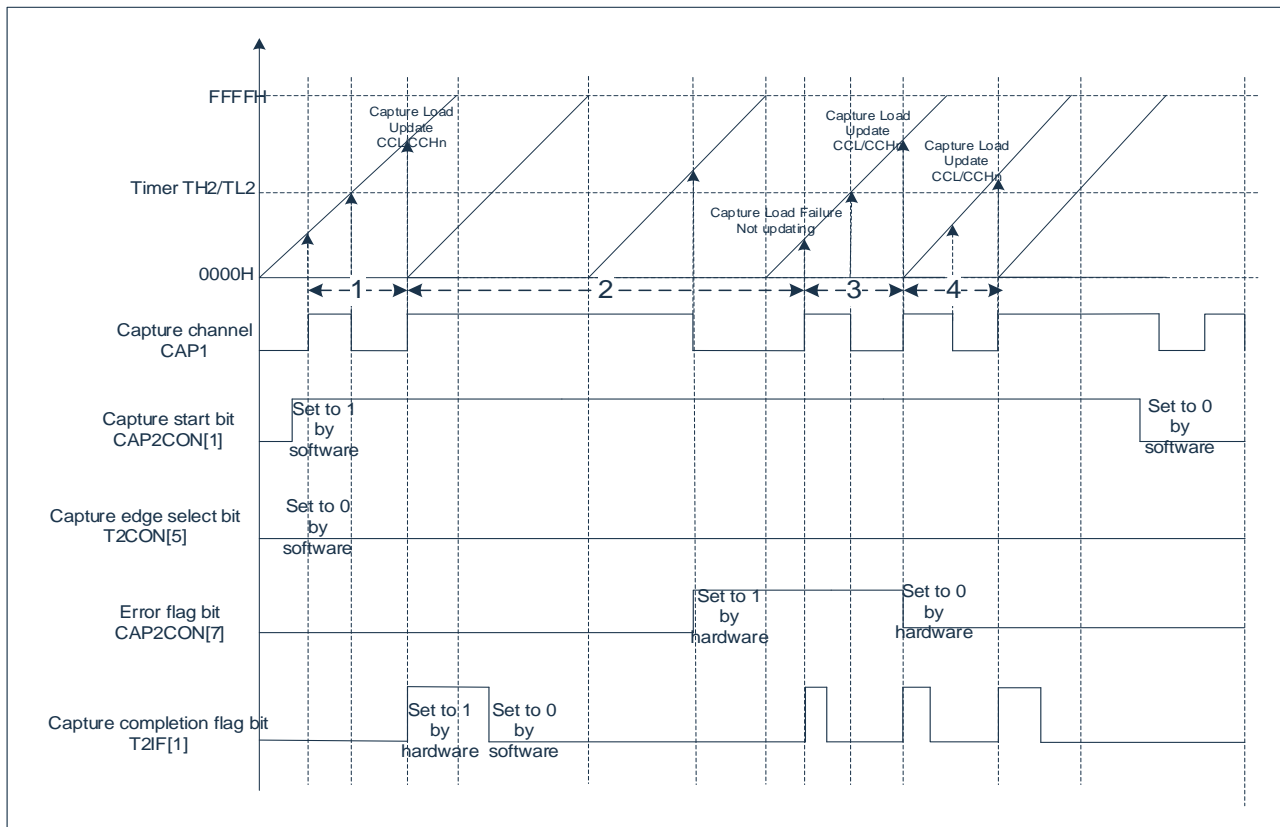 FFFFH
Capture Load
Update
CCL/CCHn
Capture Load
Update
CCL/CCHn
Capture Load
Update
CCL/CCHn
Timer TH2/TL2
Capture Load Failure
Not updating
0000H
1
2
3
4
Capture channel
CAP1
Capture start bit
CAP2CON[1]
Set to 1
by
software
Set to 0
by
software
Capture edge select bit
T2CON[5]
Set to 0
by
software
Error flag bit
CAP2CON[7]
Set to 1
by
hardware
Set to 0
by
hardware
Capture completion flag bit
T2IF[1]
Set to 1
by
hardware
Set to 0
by
software